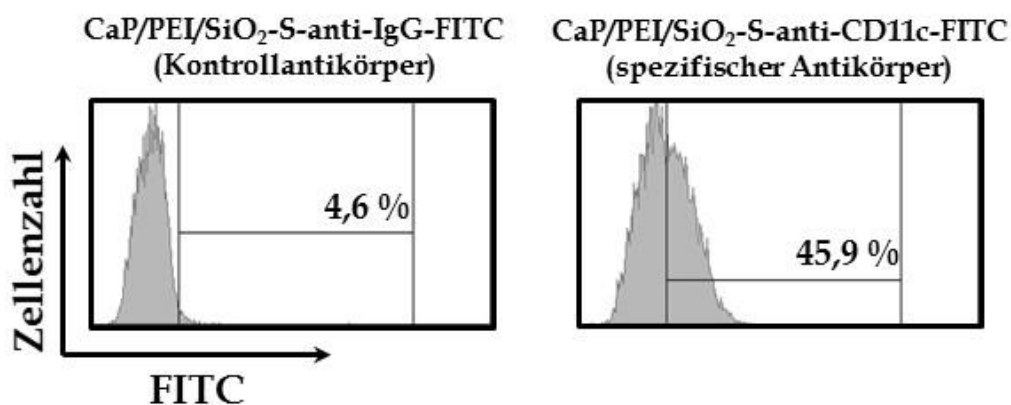 CaP/PEI/SiO₂-S-anti-IgG-FITC
(Kontrollantikörper)
CaP/PEI/SiO₂-S-anti-CD11c-FITC
(spezifischer Antikörper)
Zellenzahl
4,6 %
45,9 %
FITC